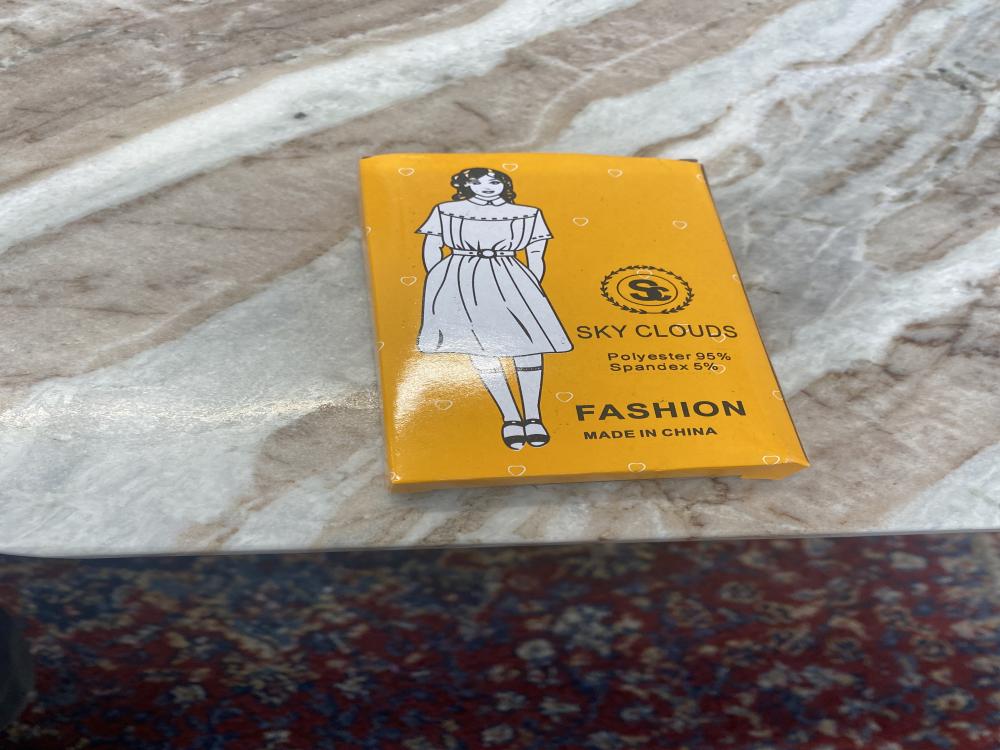 SC
SKY CLOUDS
Polyester 95%
Spandex 5%
FASHION
MADE IN CHINA